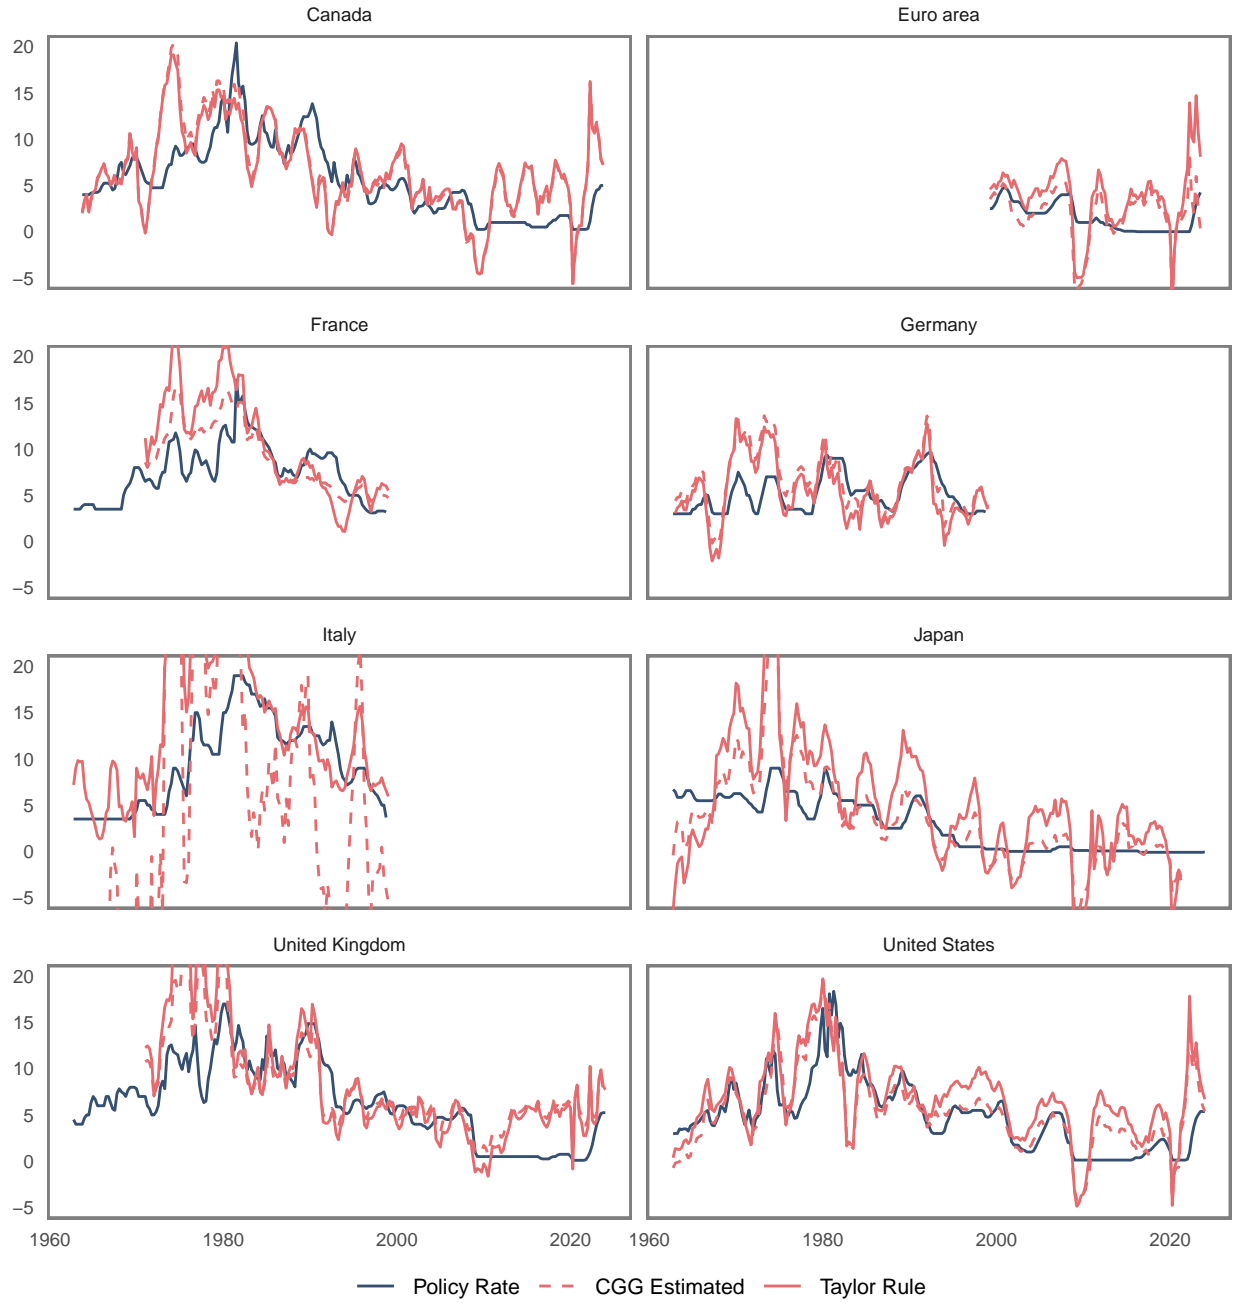 Canada
Euro area
20
15
10
5
0
−5
France
Germany
20
15
10
5
0
−5
Italy
Japan
20
15
10
5
0
−5
United Kingdom
United States
20
15
10
5
0
−5
1960 1980 2000 2020 1960 1980 2000 2020
Policy Rate CGG Estimated Taylor Rule